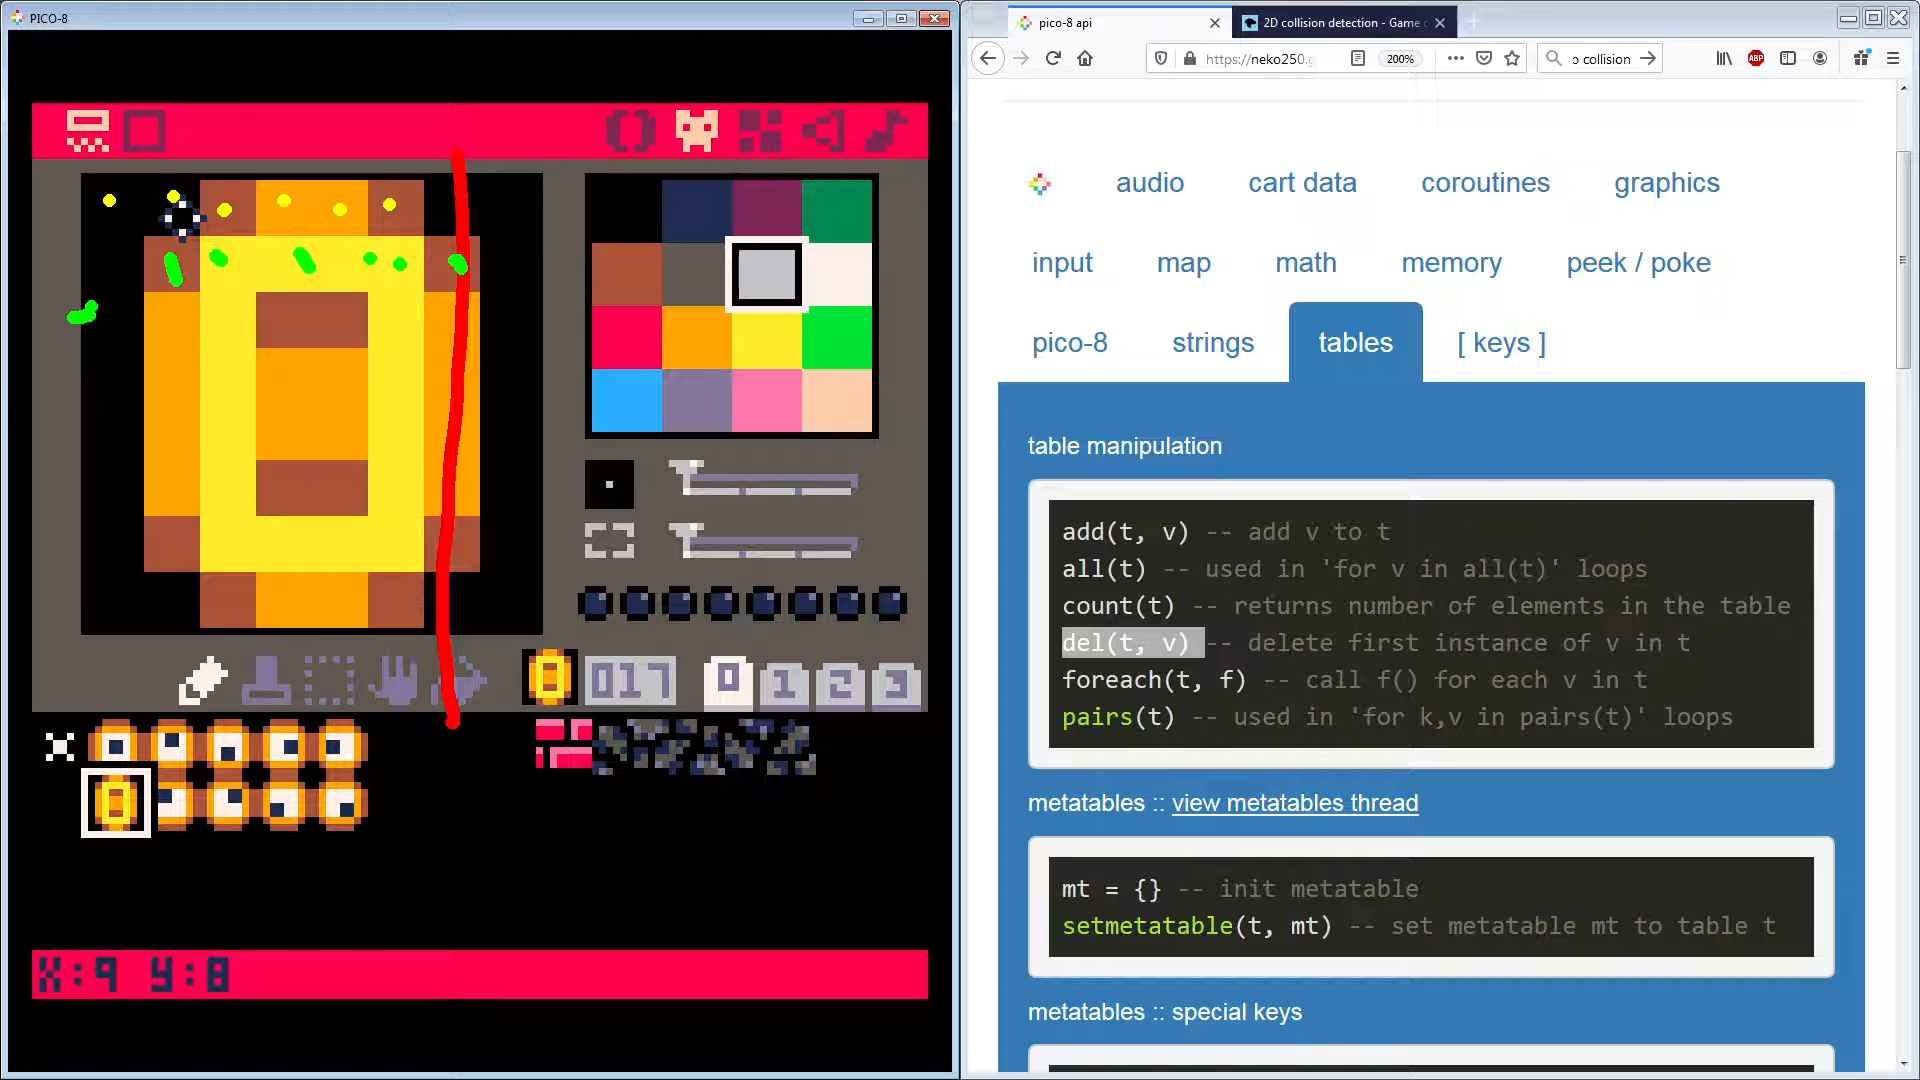 PICO-8
017
0 1 2 3
X:9 Y:8
pico-8 api
2D collision detection - Game
https://neko250.
200%
collision
audio cart data coroutines graphics
input map math memory peek / poke
pico-8 strings tables [ keys ]
table manipulation
add(t, v) -- add v to t
all(t) -- used in 'for v in all(t)' loops
count(t) -- returns number of elements in the table
del(t, v) -- delete first instance of v in t
foreach(t, f) -- call f() for each v in t
pairs(t) -- used in 'for k,v in pairs(t)' loops
metatables :: view metatables thread
mt = {} -- init metatable
setmetatable(t, mt) -- set metatable mt to table t
metatables :: special keys
ABP